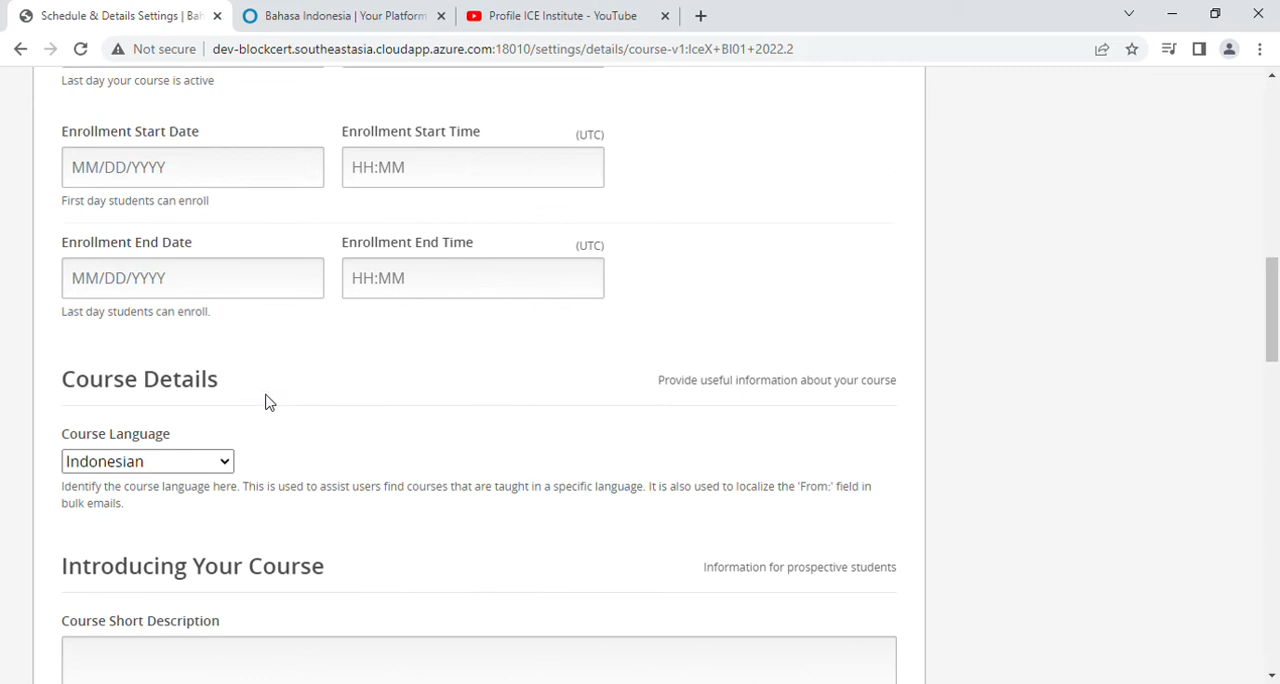 Schedule & Details Settings | Bah
Bahasa Indonesia | Your Platform
Profile ICE Institute - YouTube
Not secure
dev-blockcert.southeastasia.cloudapp.azure.com:18010/settings/details/course-v1:IceX+BI01+2022.2
Last day your course is active
Enrollment Start Date
Enrollment Start Time
(UTC)
MM/DD/YYYY
HH:MM
First day students can enroll
Enrollment End Date
Enrollment End Time
(UTC)
MM/DD/YYYY
HH:MM
Last day students can enroll.
Course Details
Provide useful information about your course
Course Language
Indonesian
Identify the course language here. This is used to assist users find courses that are taught in a specific language. It is also used to localize the 'From:' field in
bulk emails.
Introducing Your Course
Information for prospective students
Course Short Description